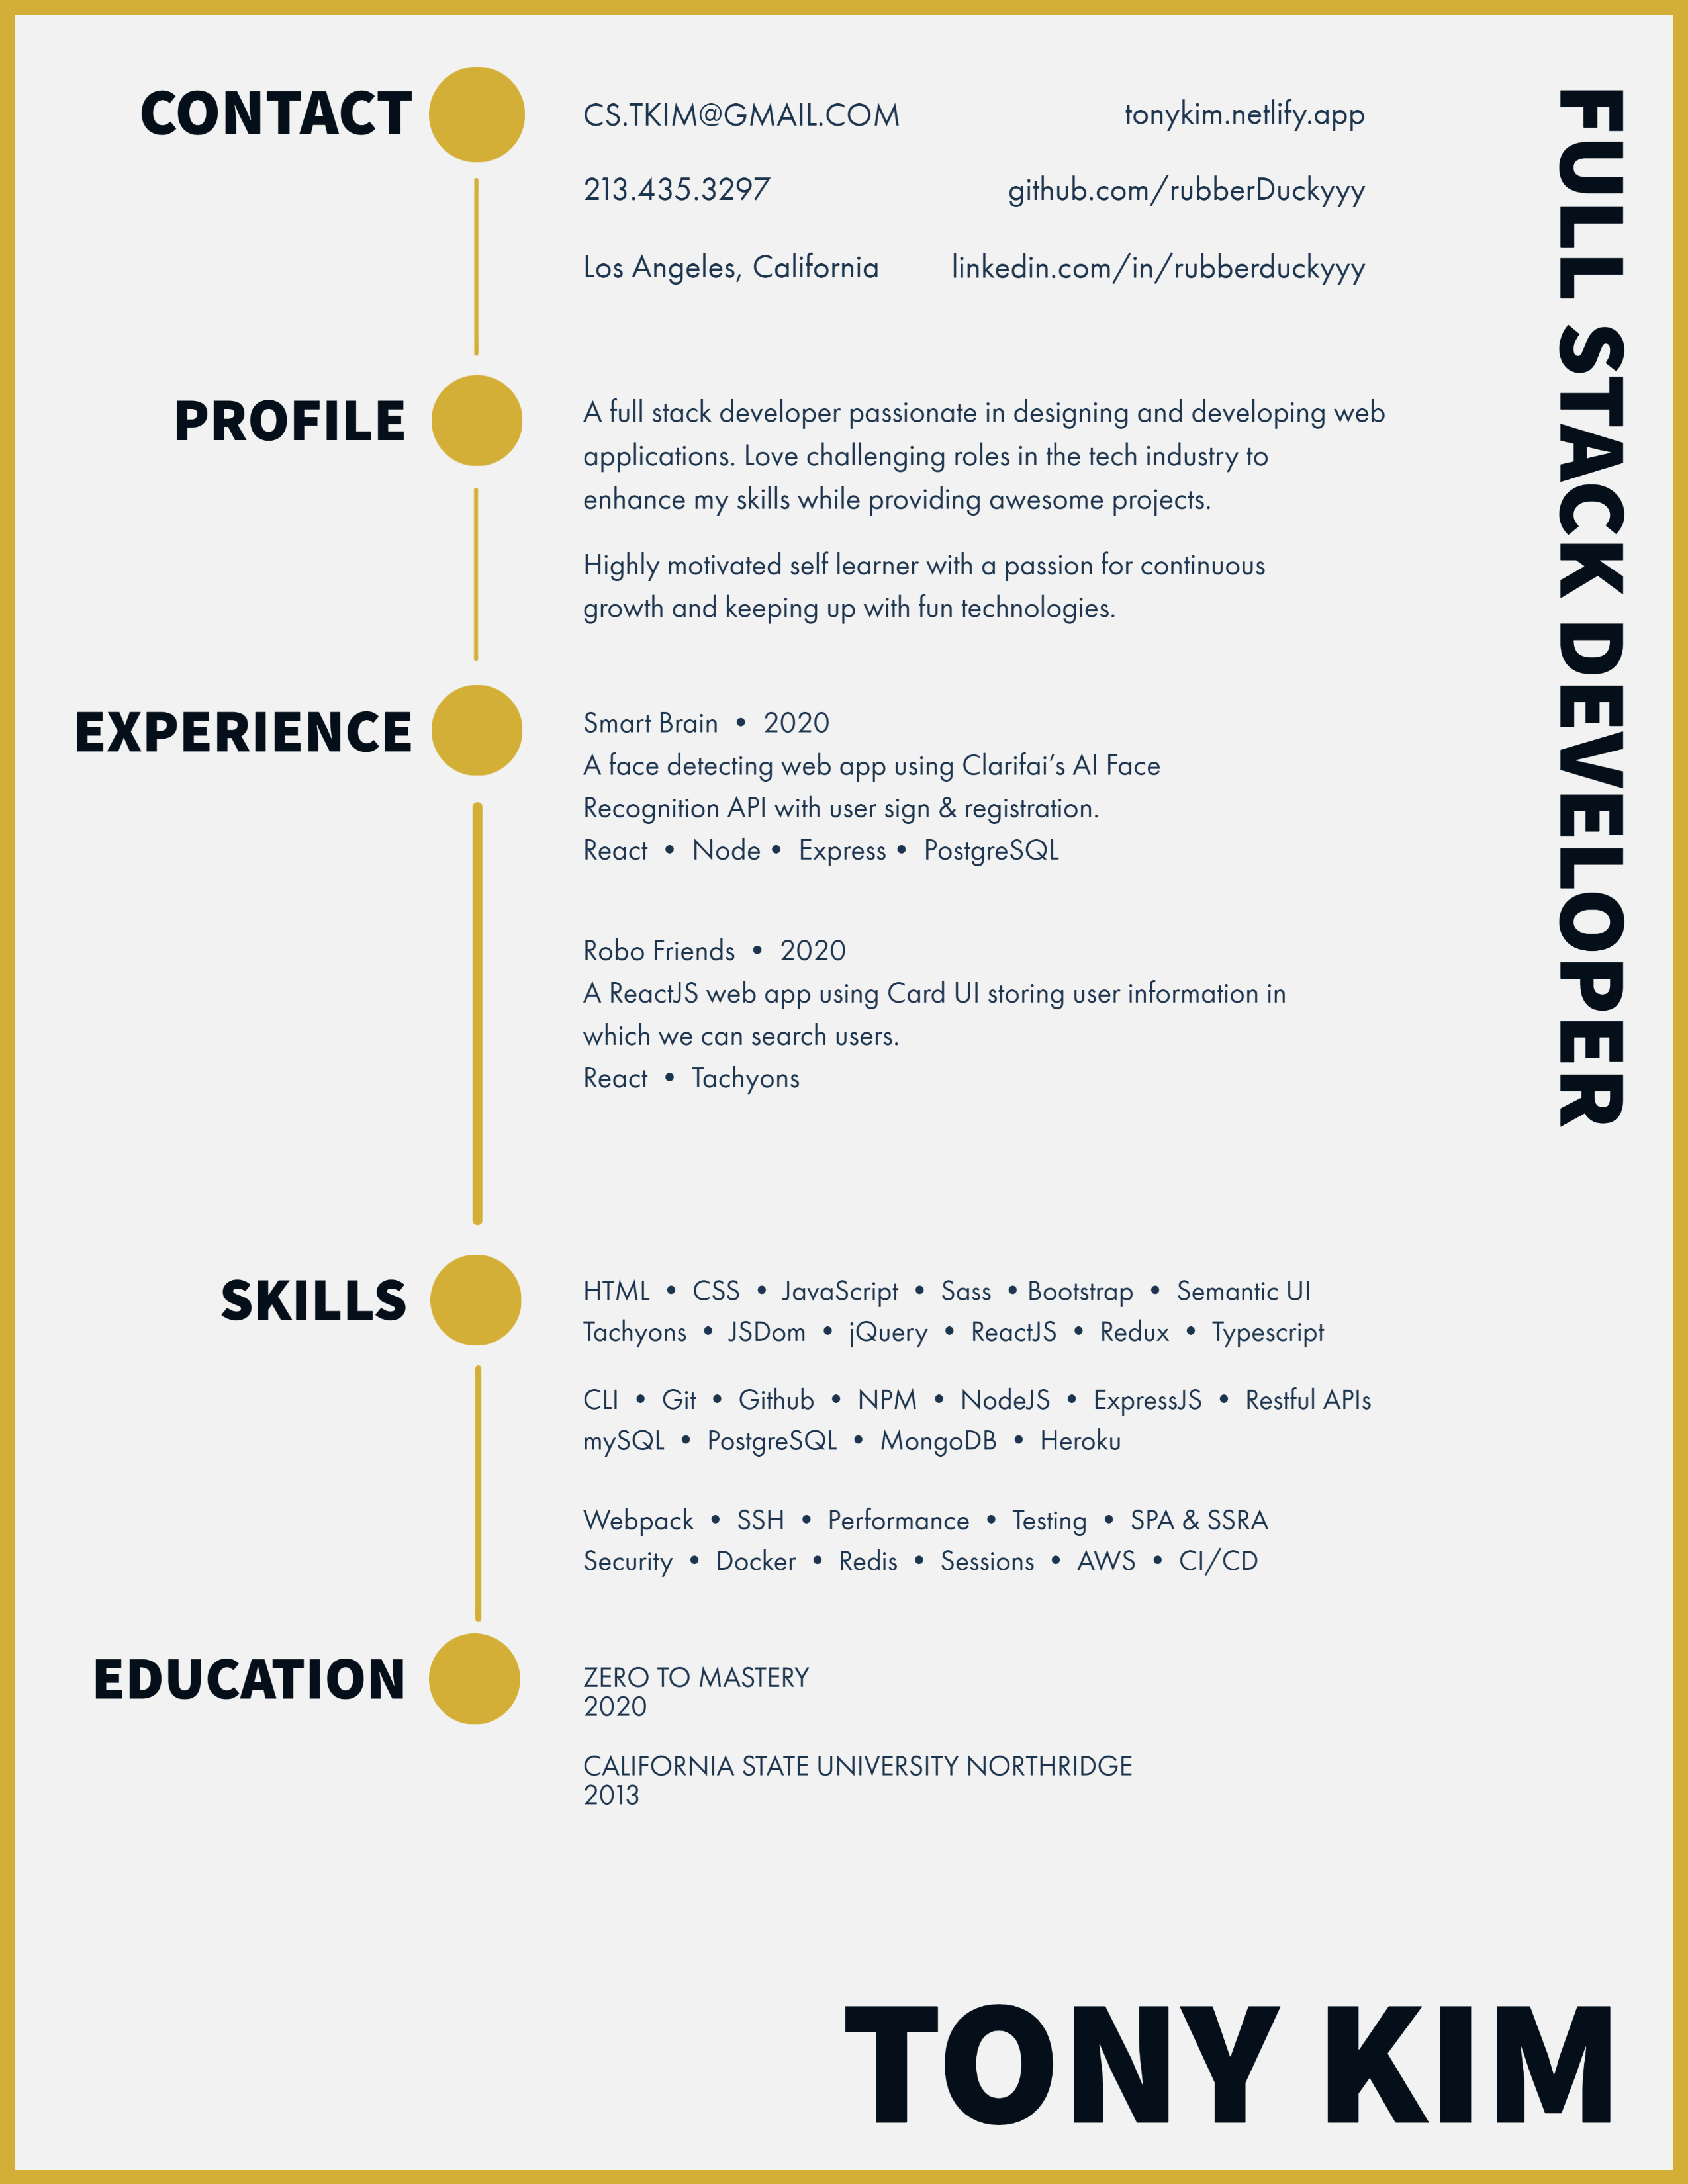 CONTACT
CS.TKIM@GMAIL.COM
tonykim.netlify.app
213.435.3297
github.com/rubberDuckyyy
Los Angeles, California
linkedin.com/in/rubberduckyyy
PROFILE
A full stack developer passionate in designing and developing web
applications. Love challenging roles in the tech industry to
enhance my skills while providing awesome projects.
Highly motivated self learner with a passion for continuous
growth and keeping up with fun technologies.
EXPERIENCE
Smart Brain • 2020
A face detecting web app using Clarifai’s AI Face
Recognition API with user sign & registration.
React • Node • Express • PostgreSQL
Robo Friends • 2020
A ReactJS web app using Card UI storing user information in
which we can search users.
React • Tachyons
SKILLS
HTML • CSS • JavaScript • Sass • Bootstrap • Semantic UI
Tachyons • JSDom • jQuery • ReactJS • Redux • Typescript
CLI • Git • Github • NPM • NodeJS • ExpressJS • Restful APIs
mySQL • PostgreSQL • MongoDB • Heroku
Webpack • SSH • Performance • Testing • SPA & SSRA
Security • Docker • Redis • Sessions • AWS • CI/CD
EDUCATION
ZERO TO MASTERY
2020
CALIFORNIA STATE UNIVERSITY NORTHRIDGE
2013
FULL STACK DEVELOPER
TONY KIM